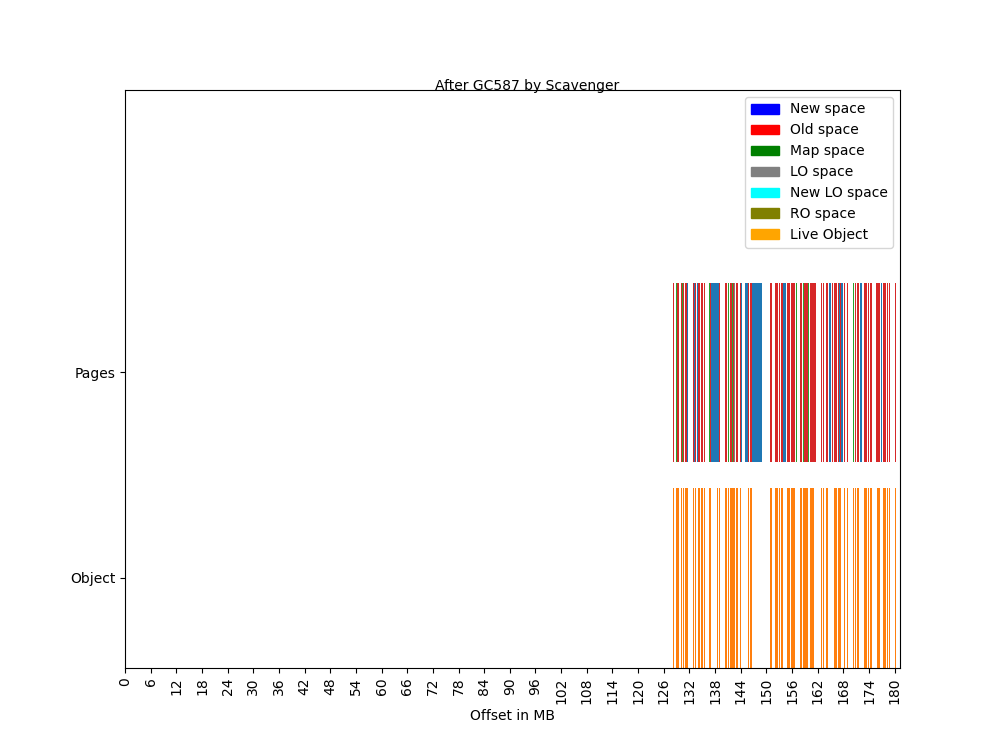 After GC587 by Scavenger
New space
Old space
Map space
LO space
New LO space
RO space
Live Object
Pages
Object
0 6 12 18 24 30 36 42 48 54 60 66 72 78 84 90 96 102 108 114 120 126 132 138 144 150 156 162 168 174 180
Offset in MB